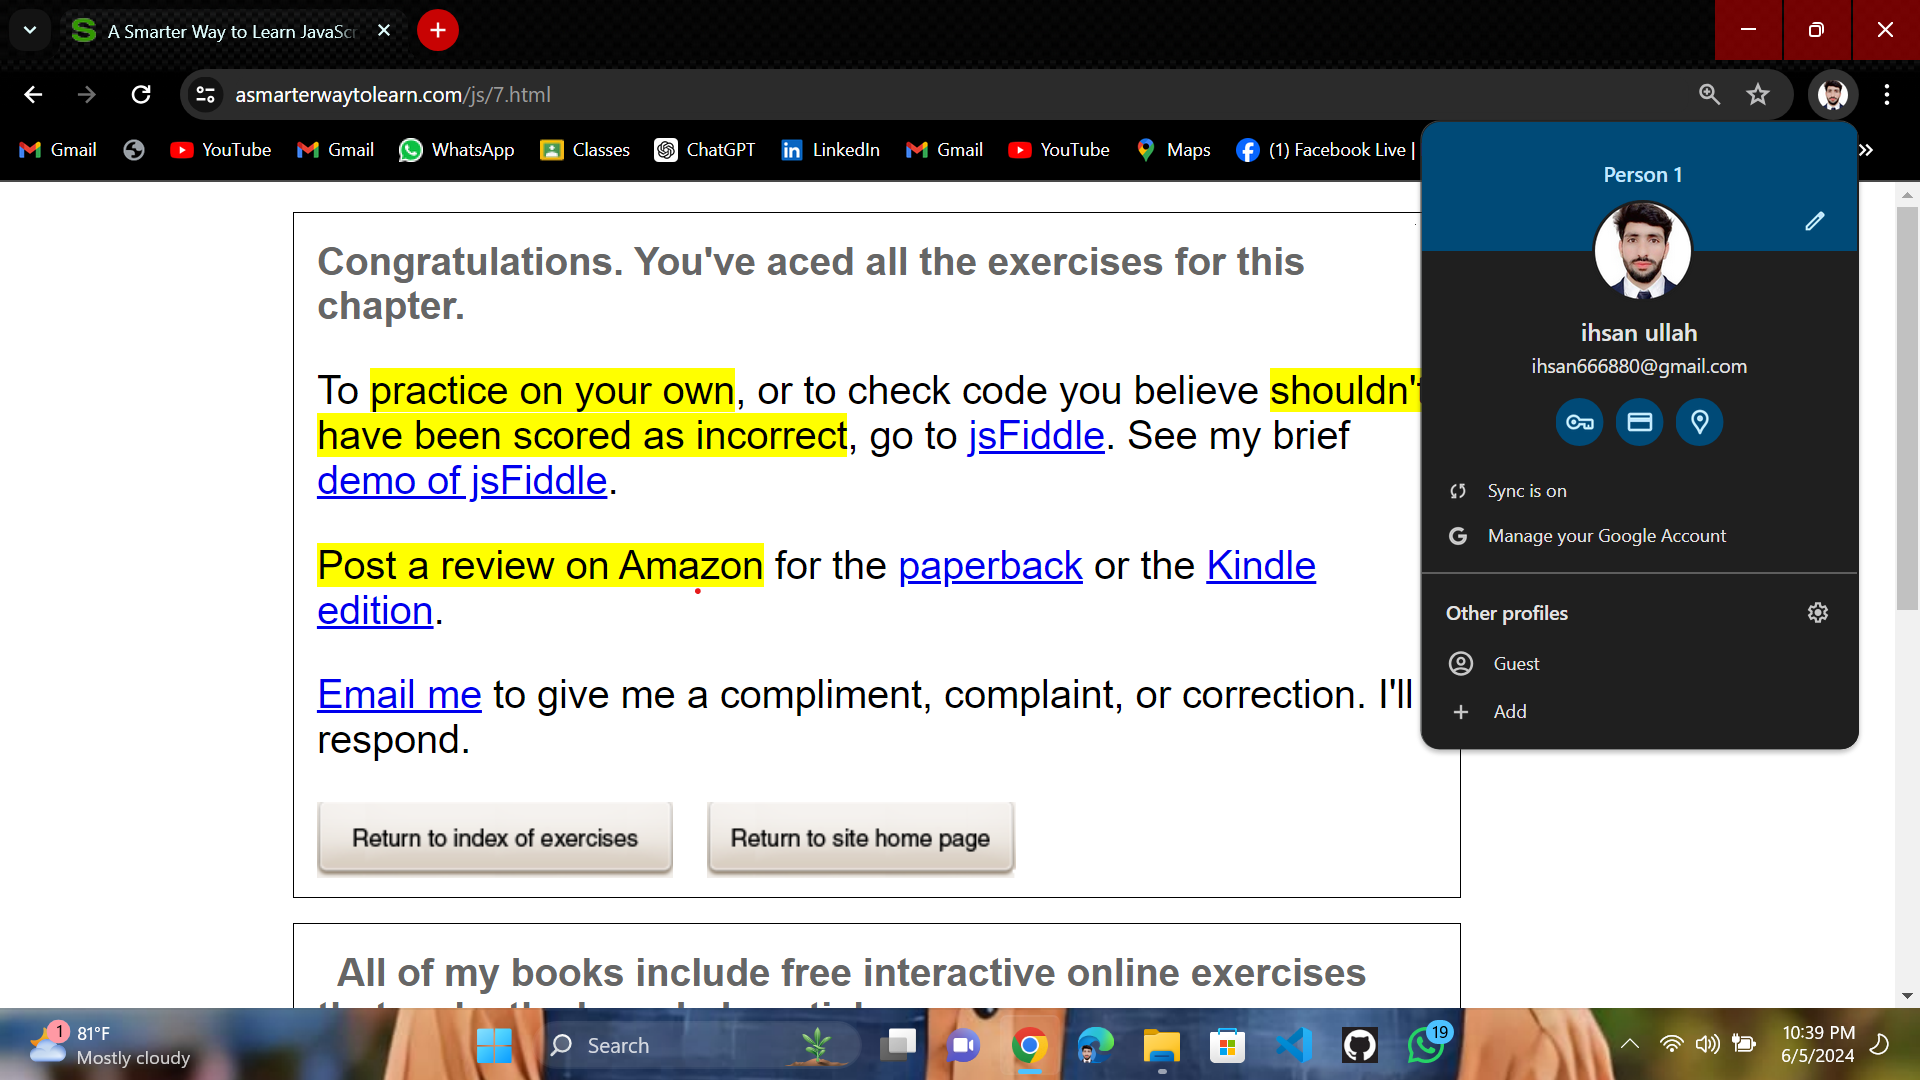 A Smarter Way to Learn JavaScr
asmarterwaytolearn.com/js/7.html
Gmail YouTube Gmail WhatsApp Classes ChatGPT LinkedIn Gmail YouTube Maps (1) Facebook Live |
Person 1
ihsan ullah
ihsan666880@gmail.com
Sync is on
Manage your Google Account
Other profiles
Guest
Add
Congratulations. You've aced all the exercises for this
chapter.
To practice on your own, or to check code you believe shouldn't
have been scored as incorrect, go to jsFiddle. See my brief
demo of jsFiddle.
Post a review on Amazon for the paperback or the Kindle
edition.
Email me to give me a compliment, complaint, or correction. I'll
respond.
Return to index of exercises Return to site home page
All of my books include free interactive online exercises
1 81°F
Mostly cloudy
Search
19
10:39 PM
6/5/2024